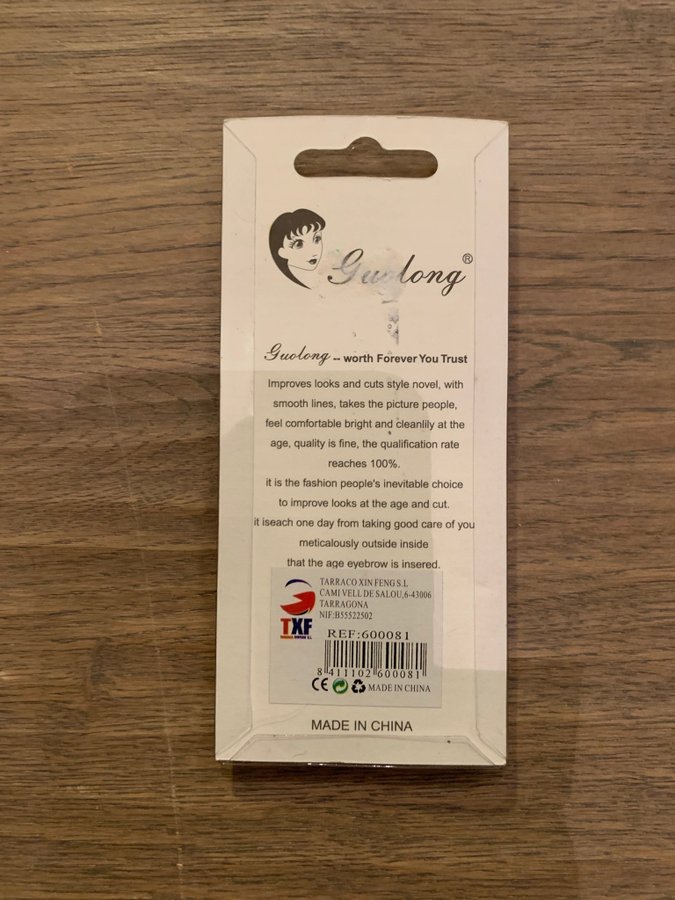 Guolong®
Guolong -- worth Forever You Trust
Improves looks and cuts style novel, with
smooth lines, takes the picture people,
feel comfortable bright and cleanlily at the
age, quality is fine, the qualification rate
reaches 100%.
it is the fashion people's inevitable choice
to improve looks at the age and cut.
it iseach one day from taking good care of you
meticalously outside inside
that the age eyebrow is insered.
TARRACO XIN FENG S.L
CAMI VELL DE SALOU,6-43006
TARRAGONA
NIF:B55522502
TXF
REF:600081
8 411102 600081
CE MADE IN CHINA
MADE IN CHINA